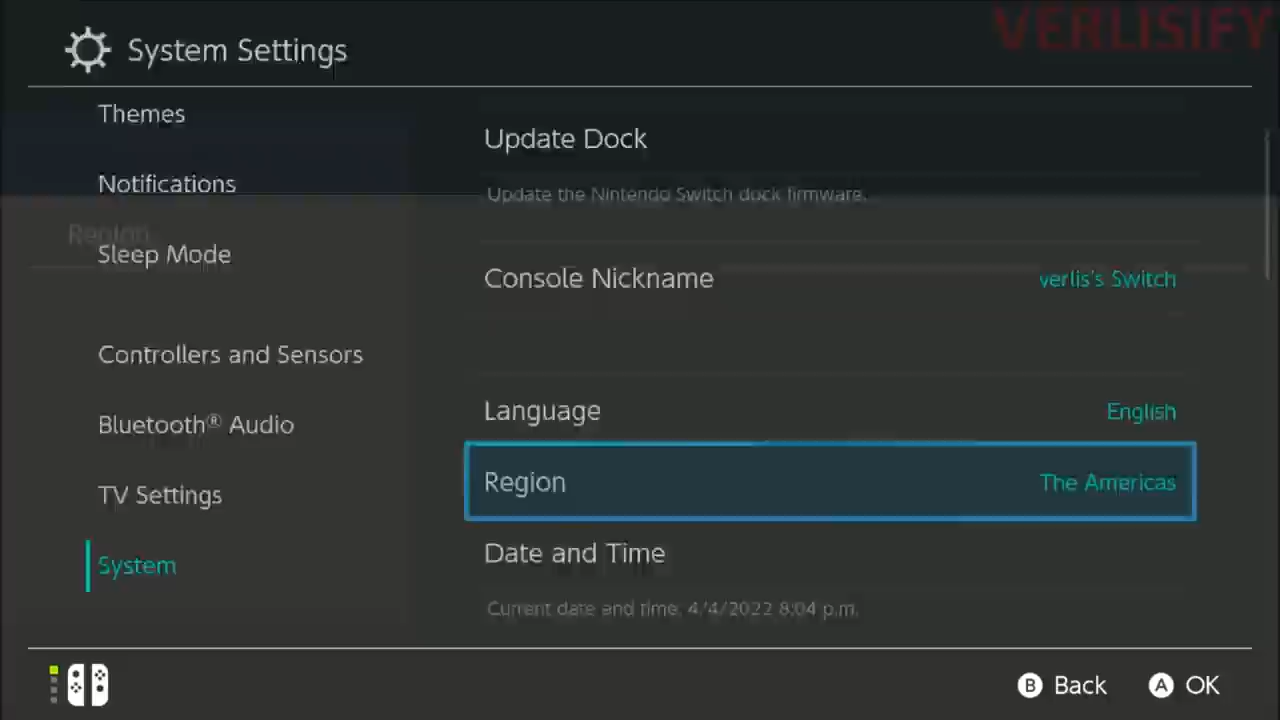 VERLISIFY
System Settings
Themes
Notifications
Region
Sleep Mode
Controllers and Sensors
Bluetooth® Audio
TV Settings
System
Update Dock
Update the Nintendo Switch dock firmware.
Console Nickname verlis's Switch
Language English
Region The Americas
Date and Time
Current date and time: 4/4/2022 8:04 p.m.
B Back A OK